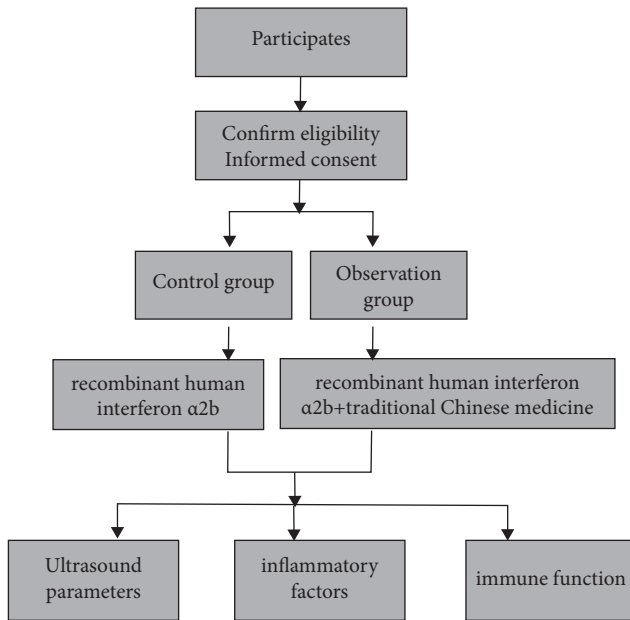 Participates
Confirm eligibility
Informed consent
Control group
Observation
group
recombinant human
interferon α2b
recombinant human interferon
α2b+traditional Chinese medicine
Ultrasound
parameters
inflammatory
factors
immune function